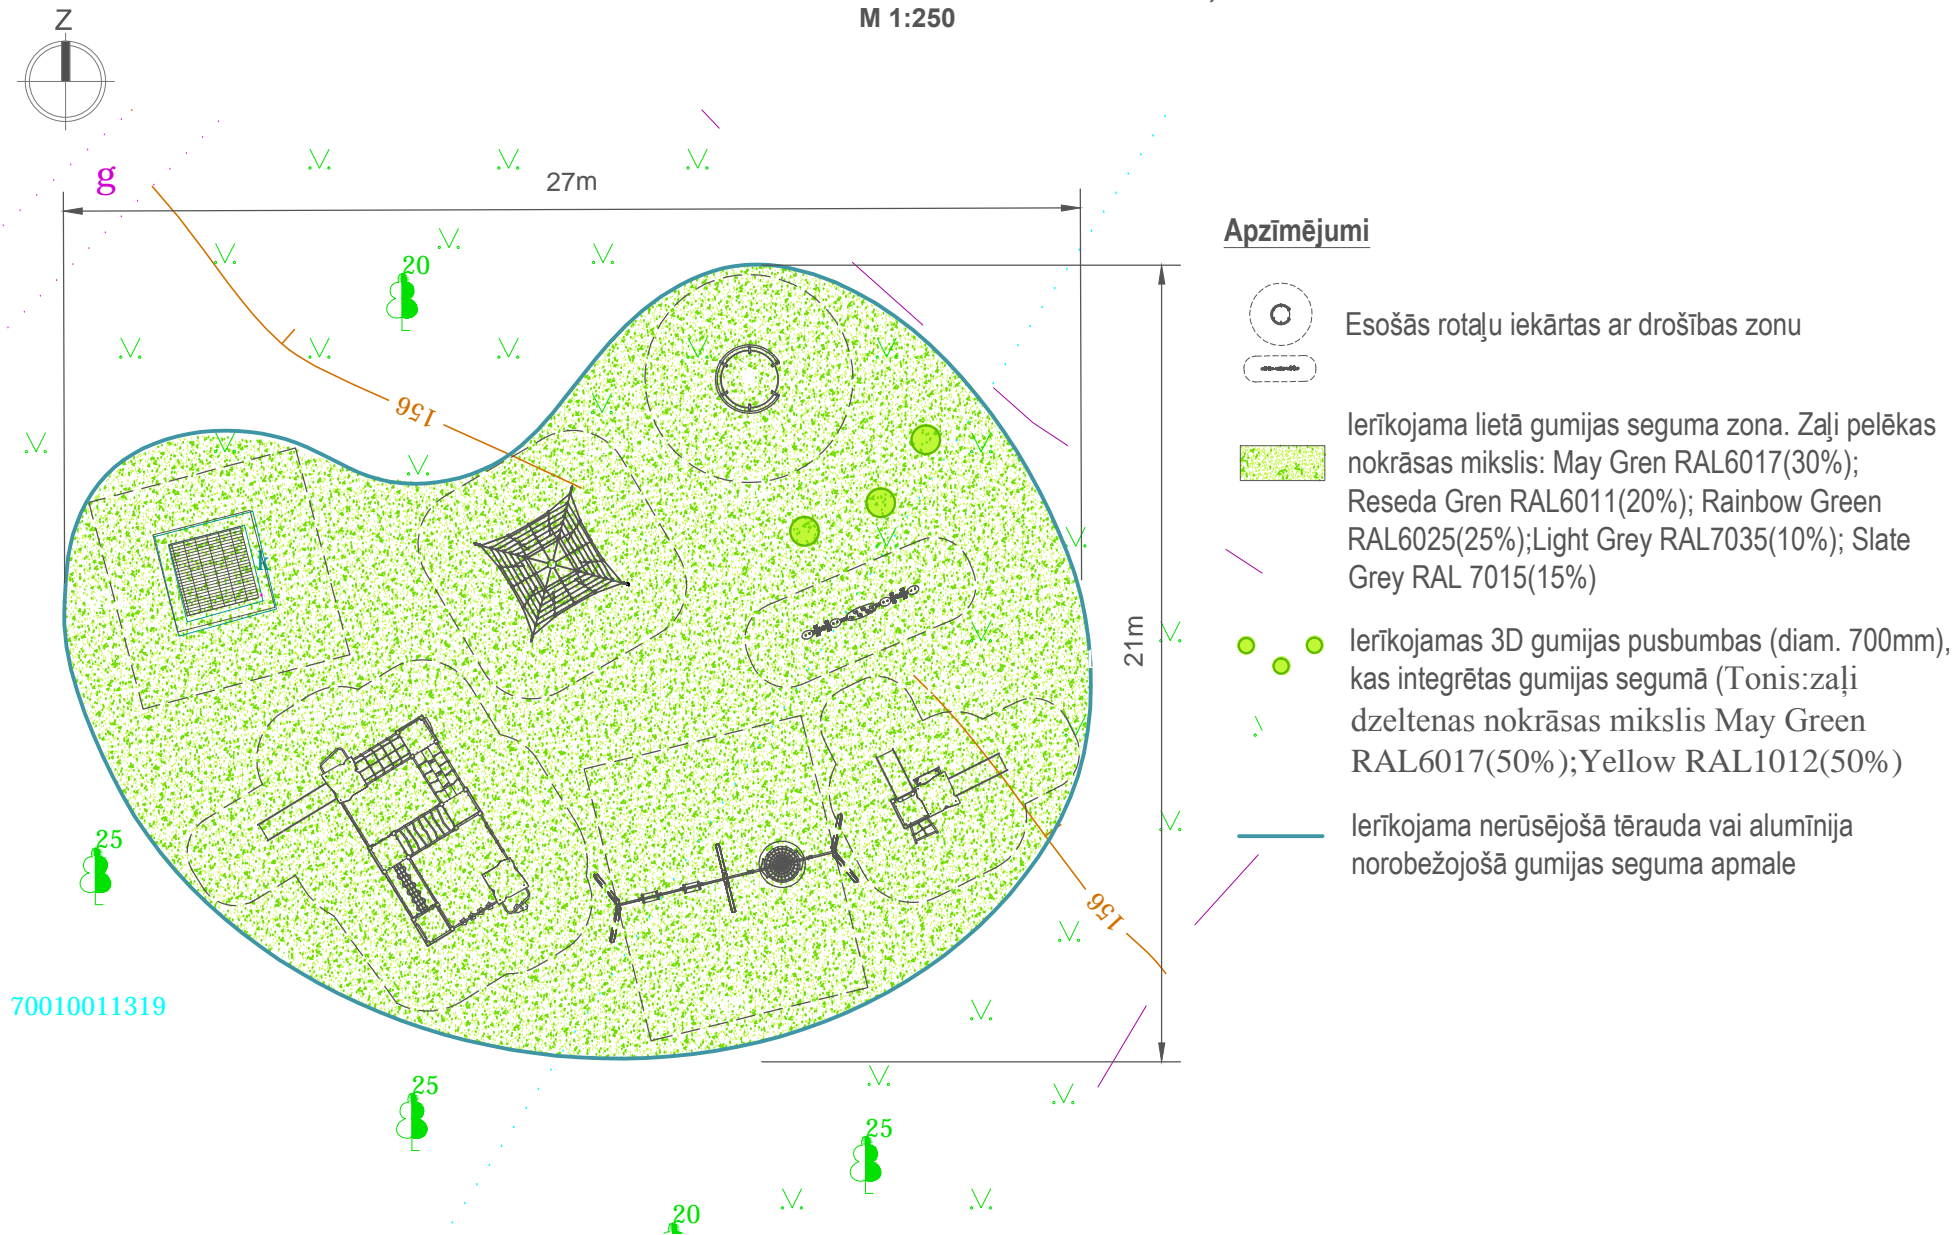 M 1:250
Z
g
27m
20
156
Apzīmējumi
Esošās rotaļu iekārtas ar drošības zonu
Ierīkojama lietā gumijas seguma zona. Zaļi pelēkas
nokrāsas mikslis: May Gren RAL6017(30%);
Reseda Gren RAL6011(20%); Rainbow Green
RAL6025(25%);Light Grey RAL7035(10%); Slate
Grey RAL 7015(15%)
k
21m
Ierīkojamas 3D gumijas pusbumbas (diam. 700mm),
kas integrētas gumijas segumā (Tonis:zaļi
dzeltenas nokrāsas mikslis May Green
RAL6017(50%);Yellow RAL1012(50%)
Ierīkojama nerūsējošā tērauda vai alumīnija
norobežojošā gumijas seguma apmale
25
156
70010011319
25
25
20